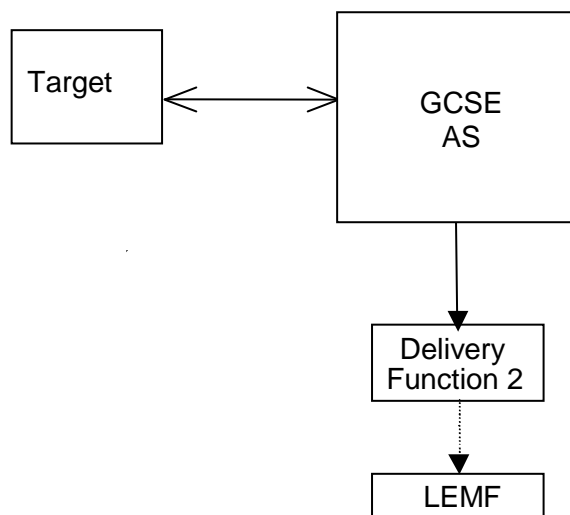 Target
GCSE
AS
Delivery
Function 2
LEMF